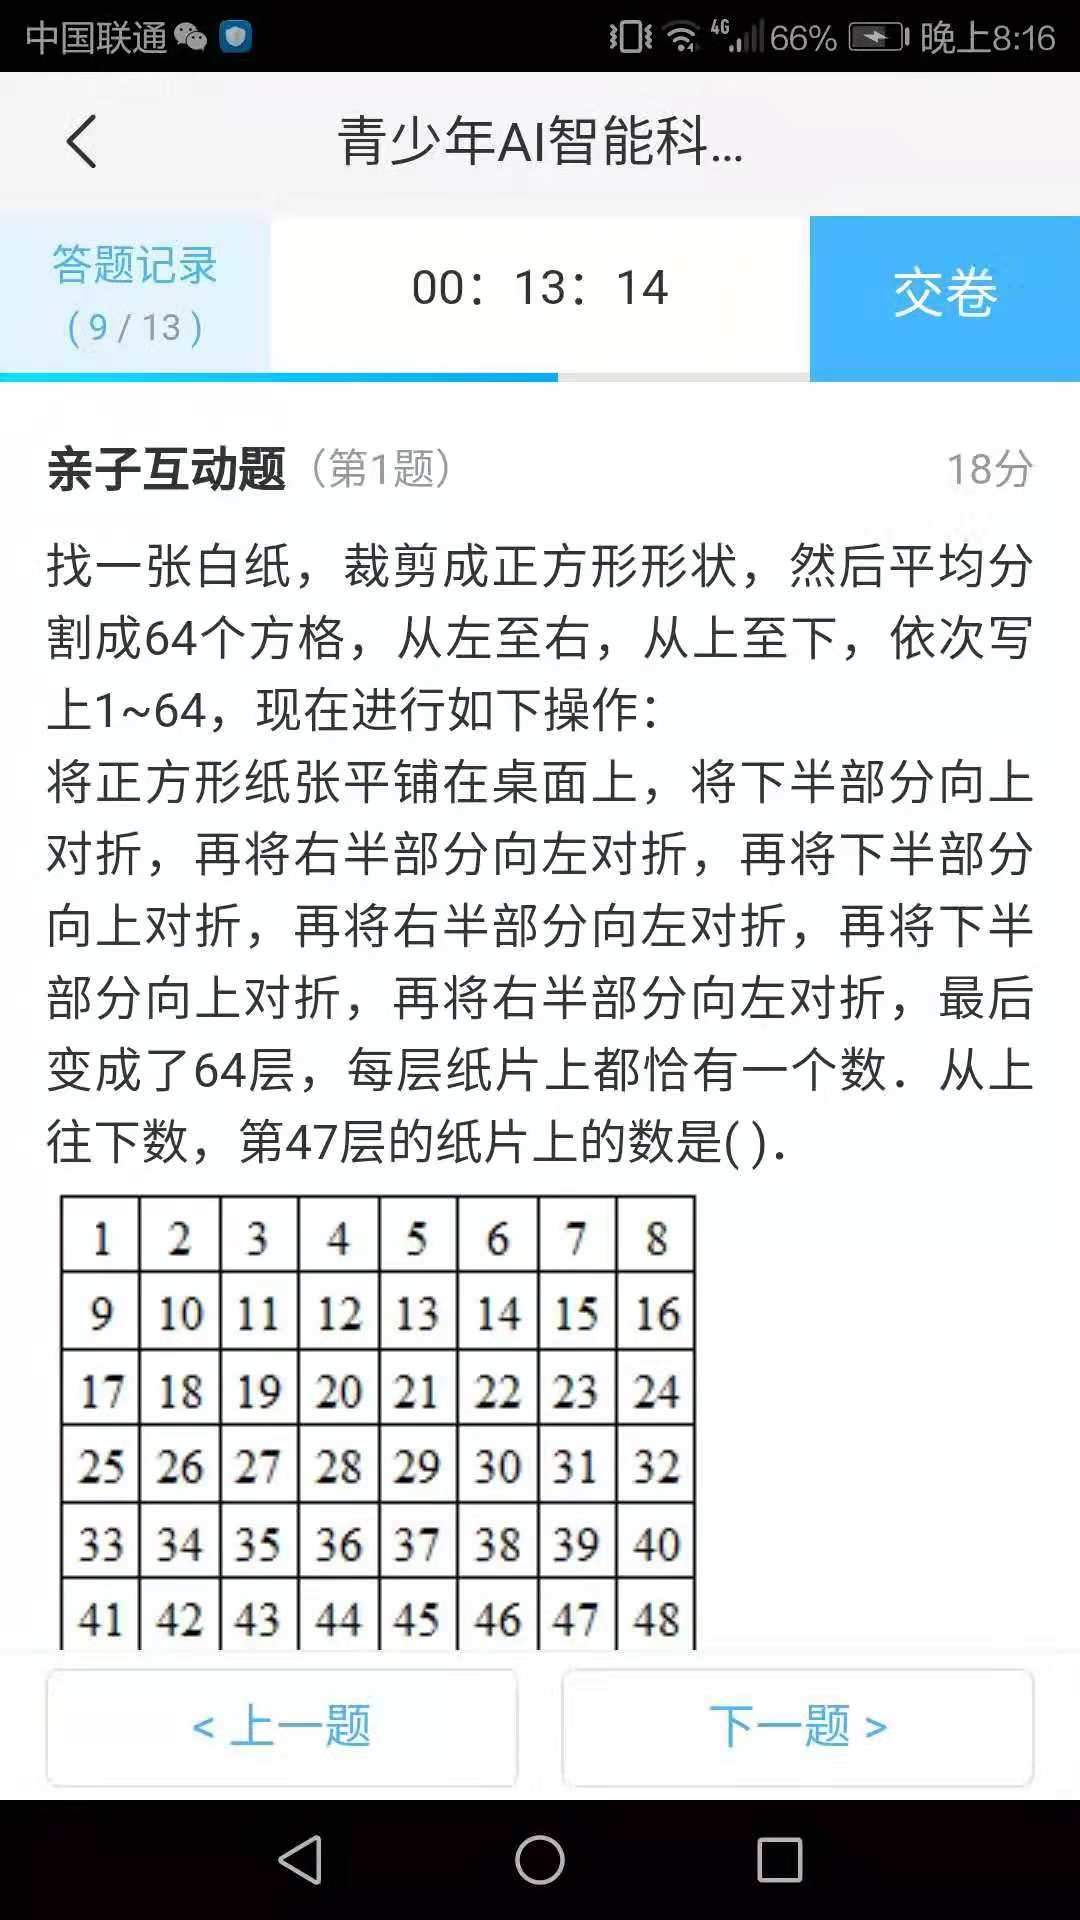 中国联通 4G 66% 晚上8:16
青少年AI智能科...
答题记录 00：13：14 交卷
( 9 / 13 )
亲子互动题（第1题） 18分
找一张白纸，裁剪成正方形形状，然后平均分
割成64个方格，从左至右，从上至下，依次写
上1~64，现在进行如下操作：
将正方形纸张平铺在桌面上，将下半部分向上
对折，再将右半部分向左对折，再将下半部分
向上对折，再将右半部分向左对折，再将下半
部分向上对折，再将右半部分向左对折，最后
变成了64层，每层纸片上都恰有一个数．从上
往下数，第47层的纸片上的数是( )．
1 2 3 4 5 6 7 8
9 10 11 12 13 14 15 16
17 18 19 20 21 22 23 24
25 26 27 28 29 30 31 32
33 34 35 36 37 38 39 40
41 42 43 44 45 46 47 48
< 上一题 下一题 >